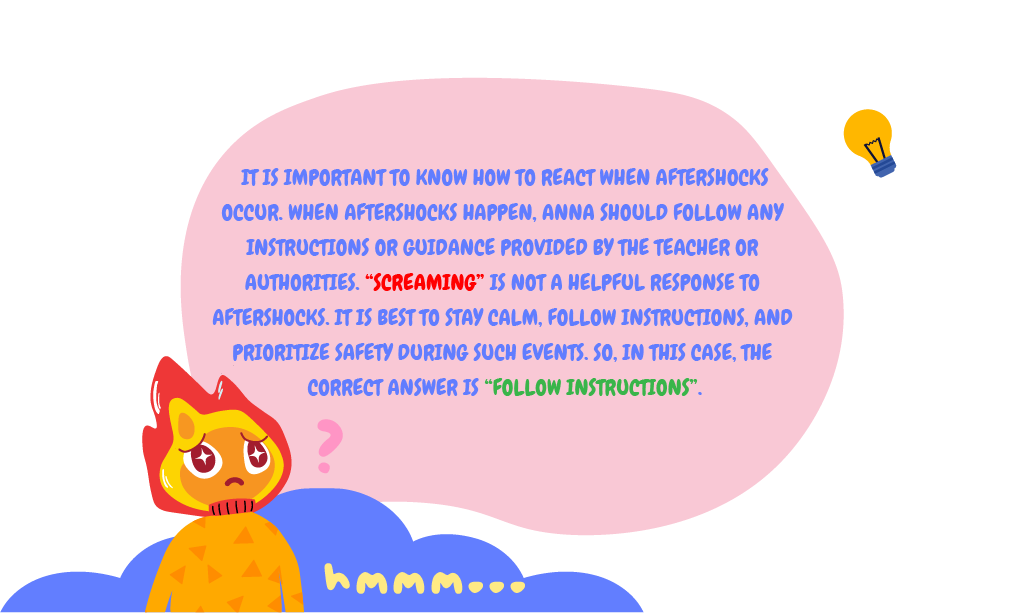 IT IS IMPORTANT TO KNOW HOW TO REACT WHEN AFTERSHOCKS
OCCUR. WHEN AFTERSHOCKS HAPPEN, ANNA SHOULD FOLLOW ANY
INSTRUCTIONS OR GUIDANCE PROVIDED BY THE TEACHER OR
AUTHORITIES. “SCREAMING” IS NOT A HELPFUL RESPONSE TO
AFTERSHOCKS. IT IS BEST TO STAY CALM, FOLLOW INSTRUCTIONS, AND
PRIORITIZE SAFETY DURING SUCH EVENTS. SO, IN THIS CASE, THE
CORRECT ANSWER IS “FOLLOW INSTRUCTIONS”.
?
hmmm...